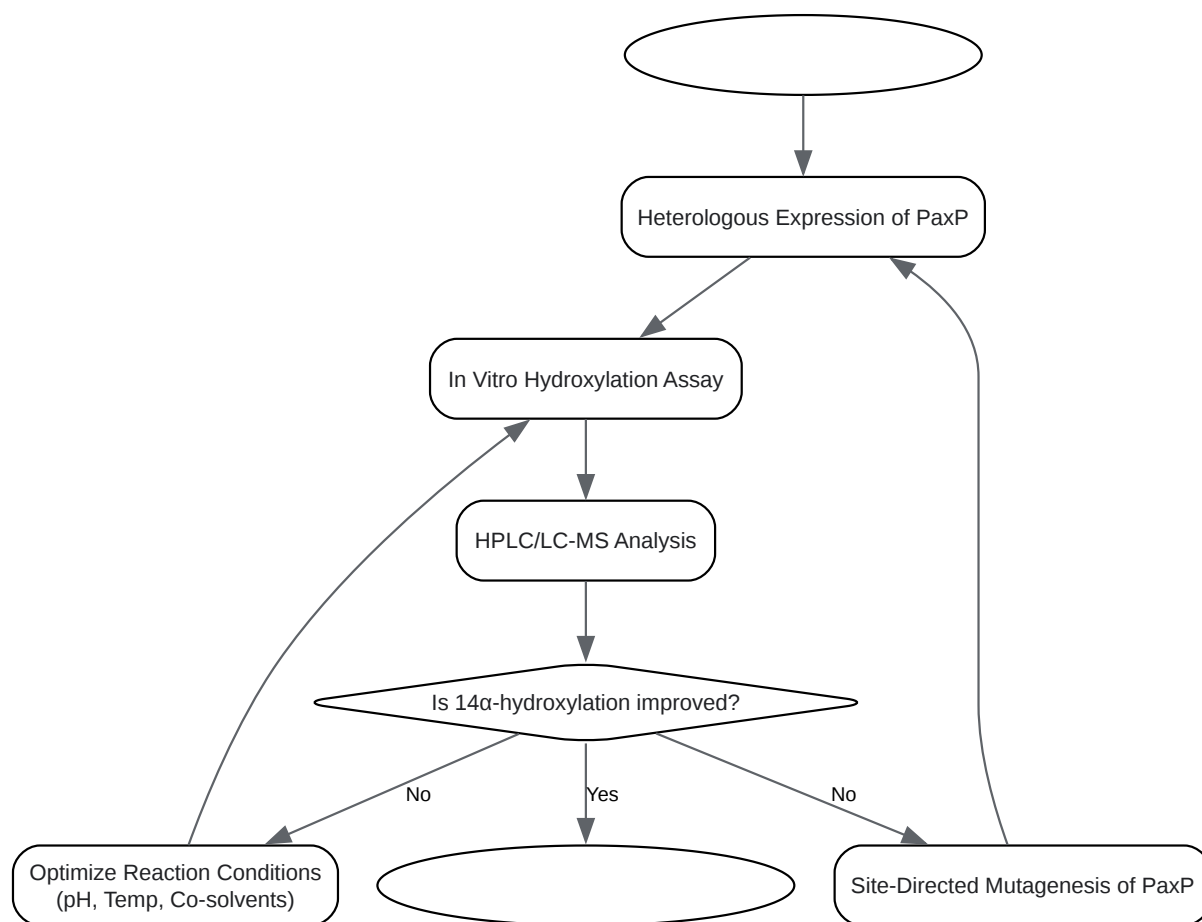 Heterologous Expression of PaxP
In Vitro Hydroxylation Assay
HPLC/LC-MS Analysis
Is 14α-hydroxylation improved?
No
Yes
No
Optimize Reaction Conditions
(pH, Temp, Co-solvents)
Site-Directed Mutagenesis of PaxP